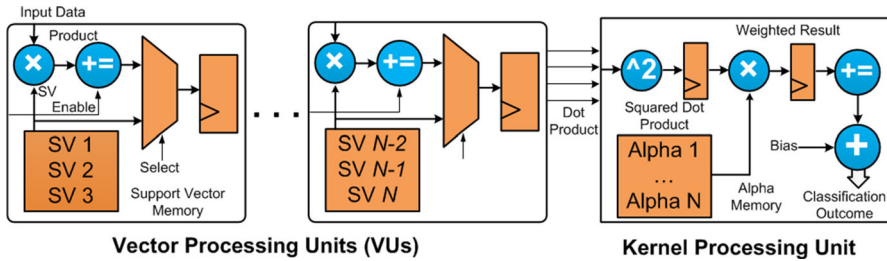 Input Data
Product
×
+=
SV
Enable
SV 1
SV 2
SV 3
Select
Support Vector
Memory
. . .
×
+=
SV N-2
SV N-1
SV N
Vector Processing Units (VUs)
Dot
Product
^2
Squared Dot
Product
×
Weighted Result
+=
Alpha 1
...
Alpha N
Alpha
Memory
Bias
+
Classification
Outcome
Kernel Processing Unit